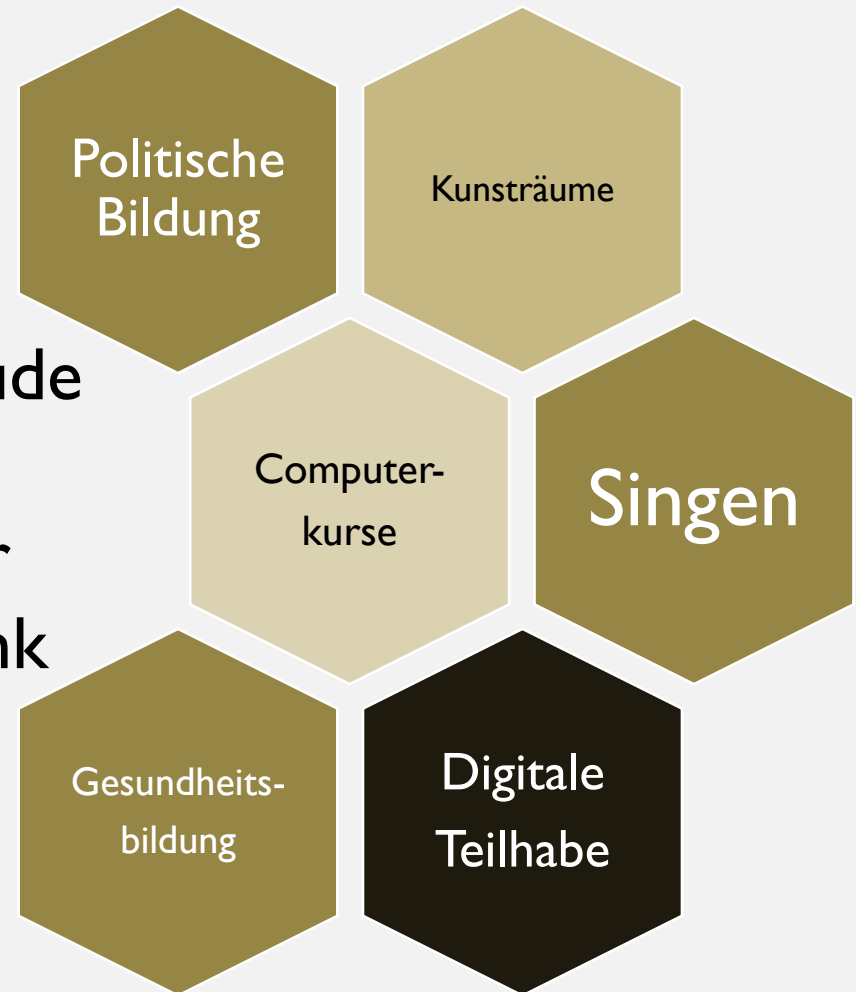 Politische
Bildung
Kunsträume
Computer-
kurse
Singen
Gesundheits-
bildung
Digitale
Teilhabe